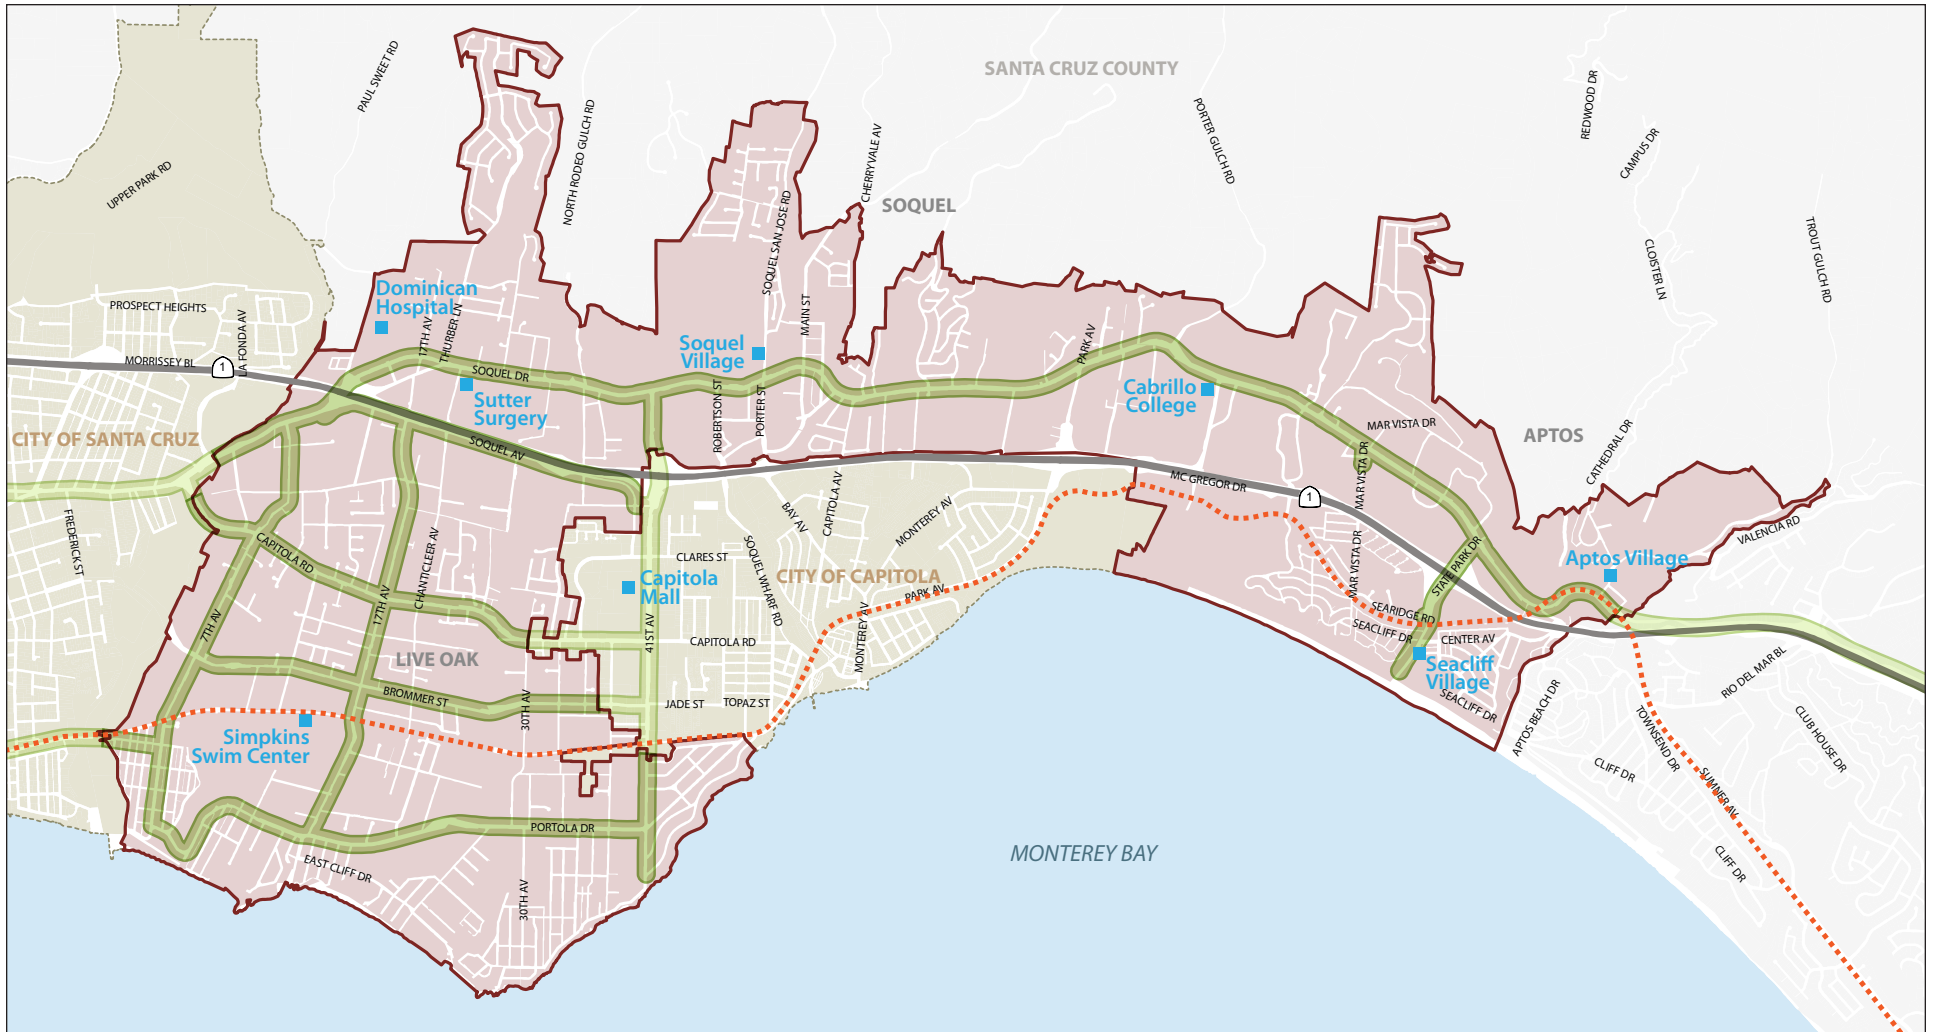 SANTA CRUZ COUNTY
PAUL SWEET RD
REDWOOD DR
NORTH RODEO GULCH RD
CHERRYVALE AV
PORTER GULCH RD
CAMPUS DR
UPPER PARK RD
SOQUEL
SOQUEL SAN JOSE RD
CLOISTER LN
TROUT GULCH RD
Dominican
Hospital
PROSPECT HEIGHTS
LA FONDA AV
17TH AV
THURBER LN
MAIN ST
Soquel
Village
PARK AV
MORRISSEY BL
1
SOQUEL DR
Cabrillo
College
Sutter
Surgery
ROBERTSON ST
PORTER ST
MAR VISTA DR
APTOS
CITY OF SANTA CRUZ
SOQUEL AV
MAR VISTA DR
CATHEDRAL DR
MC GREGOR DR
1
FREDERICK ST
BAY AV
CAPITOLA AV
MONTEREY AV
VALENCIA RD
CAPITOLA RD
CHANTICLEER AV
CLARES ST
SOQUEL WHARF RD
MAR VISTA DR
STATE PARK DR
Aptos Village
Capitola
Mall
CITY OF CAPITOLA
PARK AV
17TH AV
7TH AV
SEARIDGE RD
SEACLIFF DR
CENTER AV
41ST AV
CAPITOLA RD
MONTEREY AV
LIVE OAK
Seacliff
Village
RIO DEL MAR BL
BROMMER ST
30TH AV
JADE ST
TOPAZ ST
SEACLIFF DR
APTOS BEACH DR
TOWNSEND DR
CLUB HOUSE DR
Simpkins
Swim Center
CLIFF DR
SUMNER AV
PORTOLA DR
MONTEREY BAY
EAST CLIFF DR
CLIFF DR
30TH AV